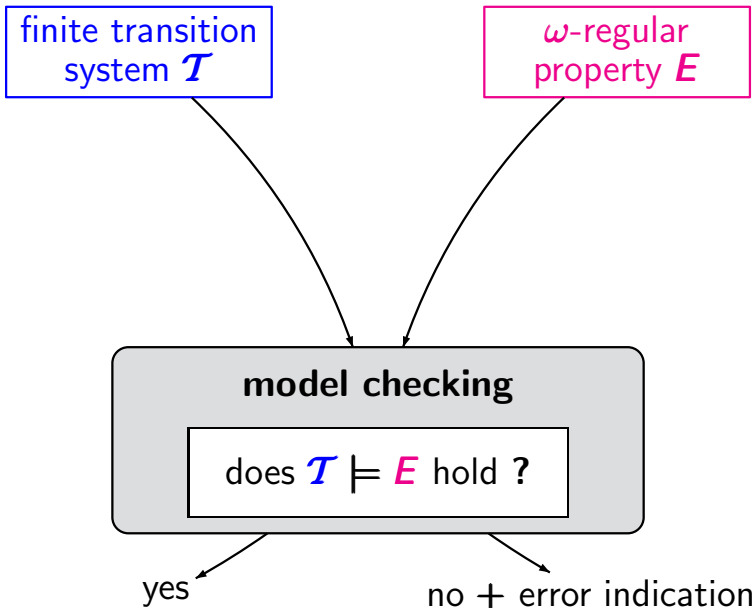 finite transition
system 𝒯
ω-regular
property E
model checking
does 𝒯 ⊨ E hold ?
yes
no + error indication